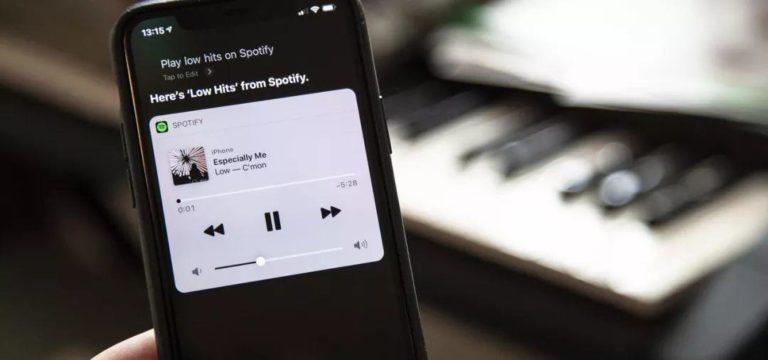 13:15
Play low hits on Spotify
Tap to Edit
Here's 'Low Hits' from Spotify.
SPOTIFY
iPhone
Especially Me
Low — C'mon
0:01
-5:28